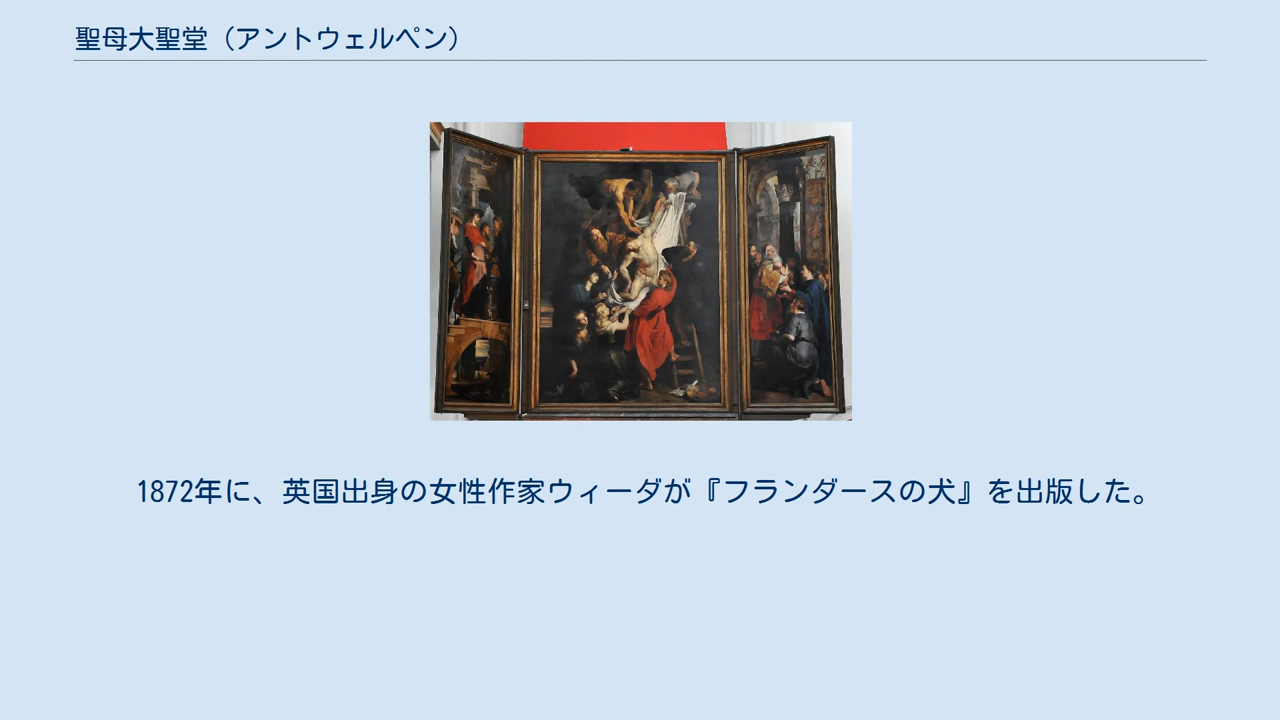 聖母大聖堂（アントウェルペン）
1872年に、英国出身の女性作家ウィーダが『フランダースの犬』を出版した。